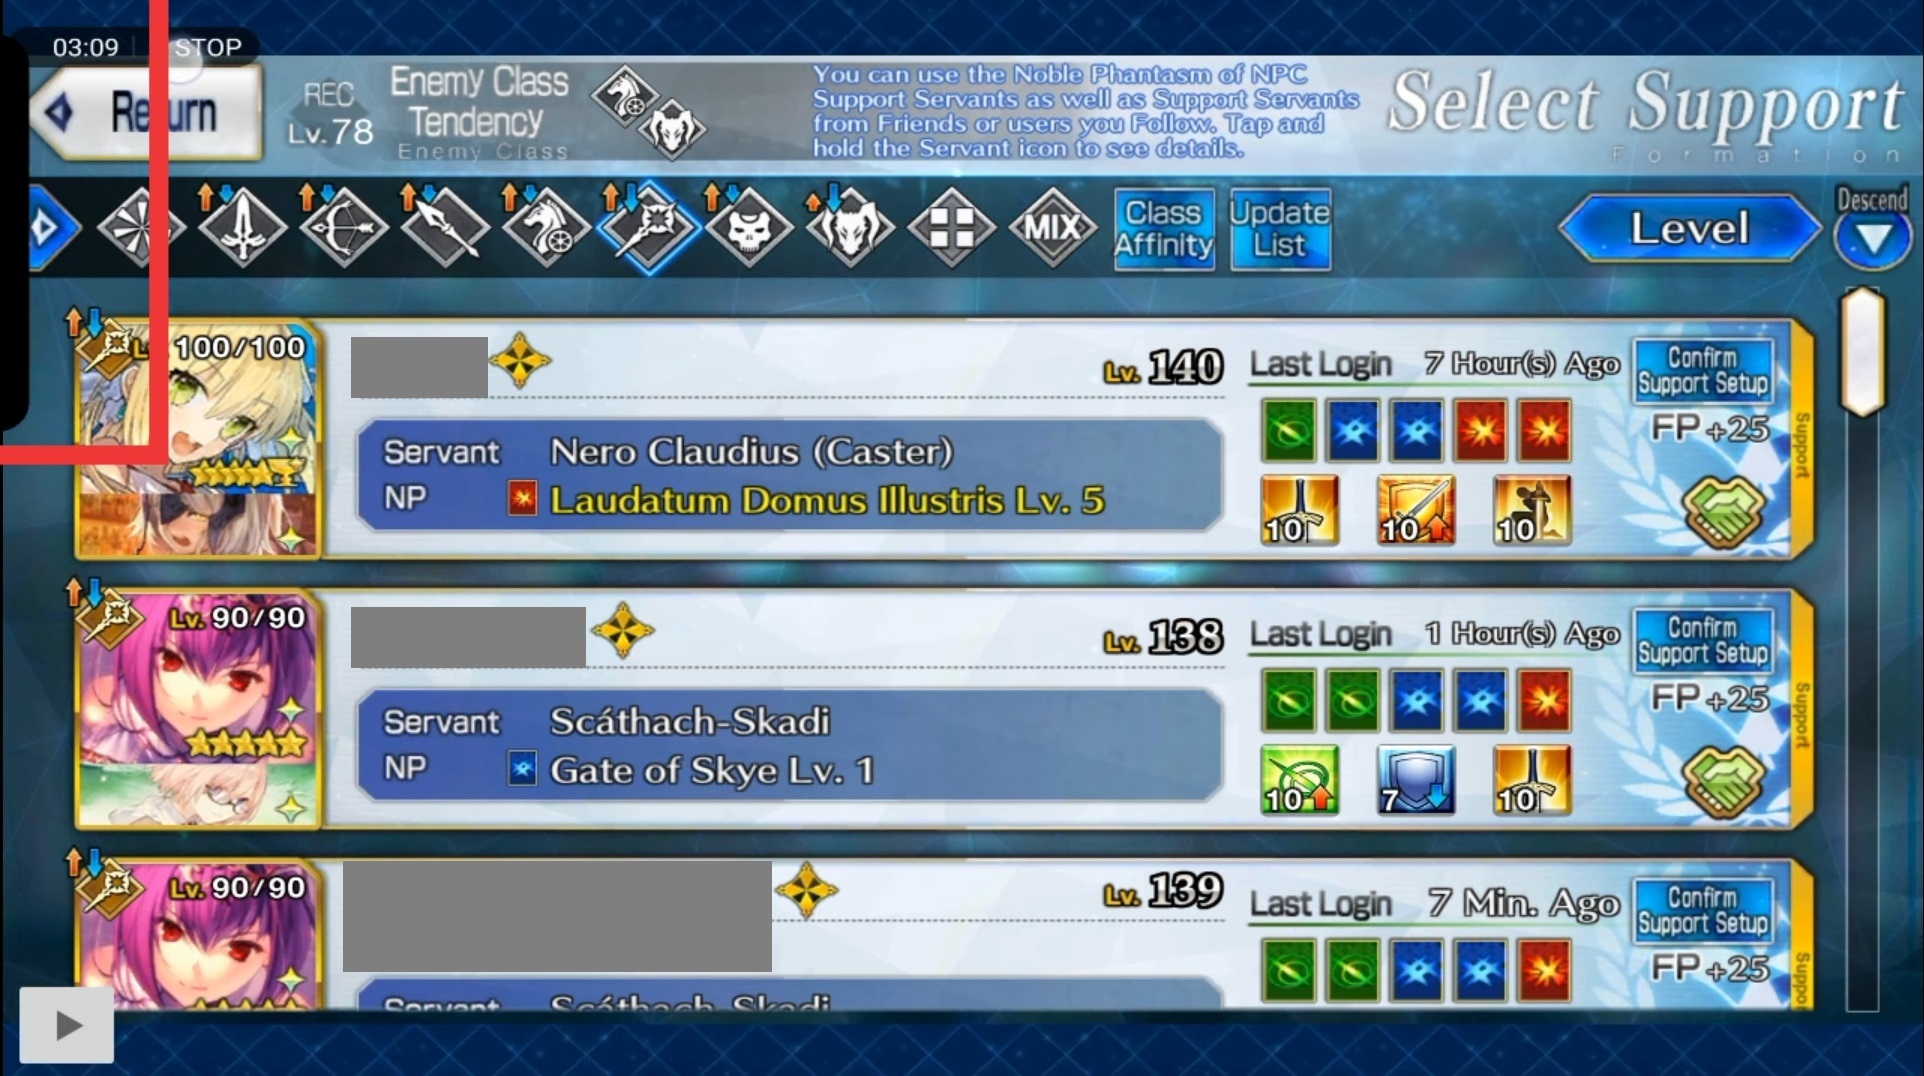 03:09 STOP
Return
REC
Lv.78
Enemy Class
Tendency
Enemy Class
You can use the Noble Phantasm of NPC
Support Servants as well as Support Servants
from Friends or users you Follow. Tap and
hold the Servant icon to see details.
Select Support
Formation
MIX
Class
Affinity
Update
List
Level
Descend
Lv. 100/100
Lv. 140
Last Login 7 Hour(s) Ago
Confirm
Support Setup
Servant Nero Claudius (Caster)
NP Laudatum Domus Illustris Lv. 5
FP +25
10 10 10
Support
Lv. 90/90
Lv. 138
Last Login 1 Hour(s) Ago
Confirm
Support Setup
Servant Scáthach-Skadi
NP Gate of Skye Lv. 1
FP +25
10 7 10
Support
Lv. 90/90
Lv. 139
Last Login 7 Min. Ago
Confirm
Support Setup
FP +25
Servant Scáthach-Skadi
Suppo